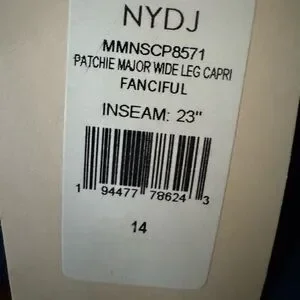 NYDJ
MMNSCP8571
PATCHIE MAJOR WIDE LEG CAPRI
FANCIFUL
INSEAM: 23"
1 94477 78624 3
14